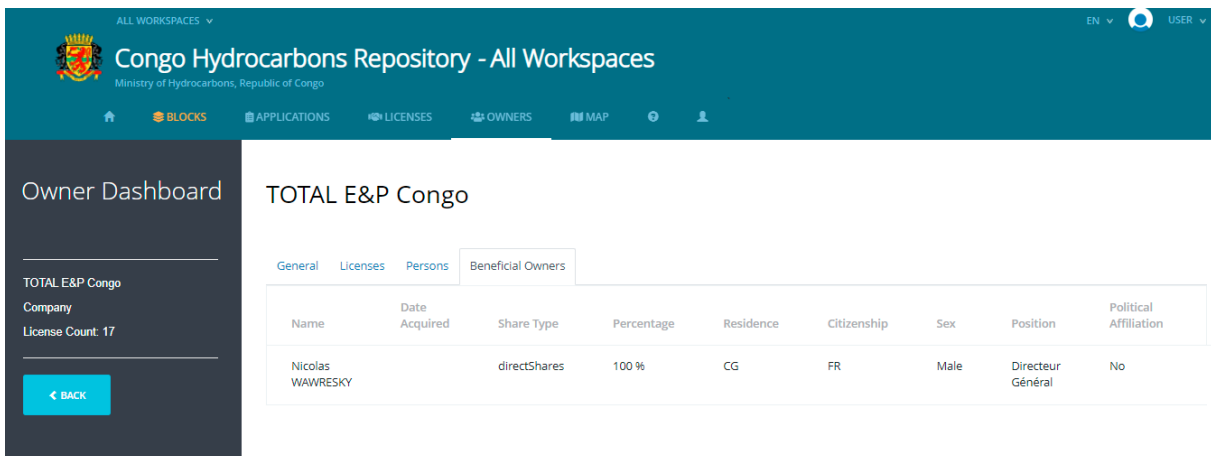 ALL WORKSPACES
EN
USER
Congo Hydrocarbons Repository - All Workspaces
Ministry of Hydrocarbons, Republic of Congo
BLOCKS
APPLICATIONS
LICENSES
OWNERS
MAP
Owner Dashboard
TOTAL E&P Congo
Company
License Count: 17
BACK
TOTAL E&P Congo
General Licenses Persons Beneficial Owners
Name Date Acquired Share Type Percentage Residence Citizenship Sex Position Political Affiliation
Nicolas WAWRESKY directShares 100 % CG FR Male Directeur Général No